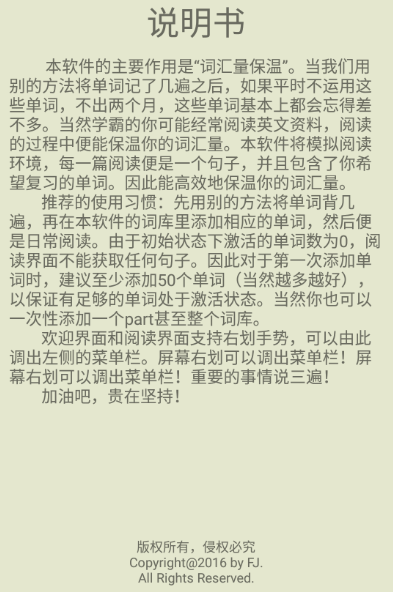 说明书
本软件的主要作用是“词汇量保温”。当我们用
别的方法将单词记了几遍之后，如果平时不运用这
些单词，不出两个月，这些单词基本上都会忘得差
不多。当然学霸的你可能经常阅读英文资料，阅读
的过程中便能保温你的词汇量。本软件将模拟阅读
环境，每一篇阅读便是一个句子，并且包含了你希
望复习的单词。因此能高效地保温你的词汇量。
推荐的使用习惯：先用别的方法将单词背几
遍，再在本软件的词库里添加相应的单词，然后便
是日常阅读。由于初始状态下激活的单词数为0，阅
读界面不能获取任何句子。因此对于第一次添加单
词时，建议至少添加50个单词（当然越多越好），
以保证有足够的单词处于激活状态。当然你也可以
一次性添加一个part甚至整个词库。
欢迎界面和阅读界面支持右划手势，可以由此
调出左侧的菜单栏。屏幕右划可以调出菜单栏！屏
幕右划可以调出菜单栏！重要的事情说三遍！
加油吧，贵在坚持！
版权所有，侵权必究
Copyright@2016 by FJ.
All Rights Reserved.